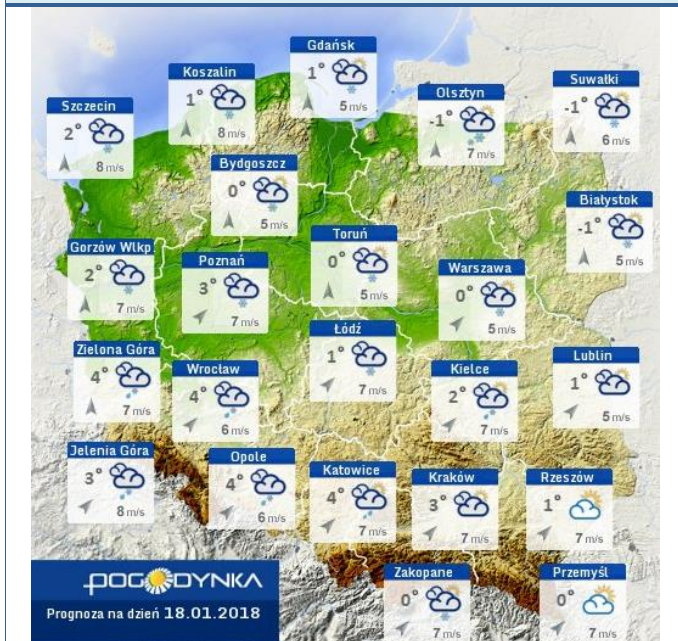 Gdańsk
1°
5 m/s
Koszalin
1°
8 m/s
Suwałki
-1°
6 m/s
Olsztyn
-1°
7 m/s
Szczecin
2°
8 m/s
Bydgoszcz
0°
5 m/s
Białystok
-1°
5 m/s
Toruń
0°
5 m/s
Gorzów Wlkp
2°
7 m/s
Poznań
3°
7 m/s
Warszawa
0°
5 m/s
Łódź
1°
7 m/s
Zielona Góra
4°
7 m/s
Wrocław
4°
6 m/s
Kielce
2°
7 m/s
Lublin
1°
5 m/s
Jelenia Góra
3°
8 m/s
Opole
4°
6 m/s
Katowice
4°
7 m/s
Kraków
3°
7 m/s
Rzeszów
1°
7 m/s
Zakopane
0°
7 m/s
Przemyśl
0°
7 m/s
POGODYNKA
Prognoza na dzień 18.01.2018